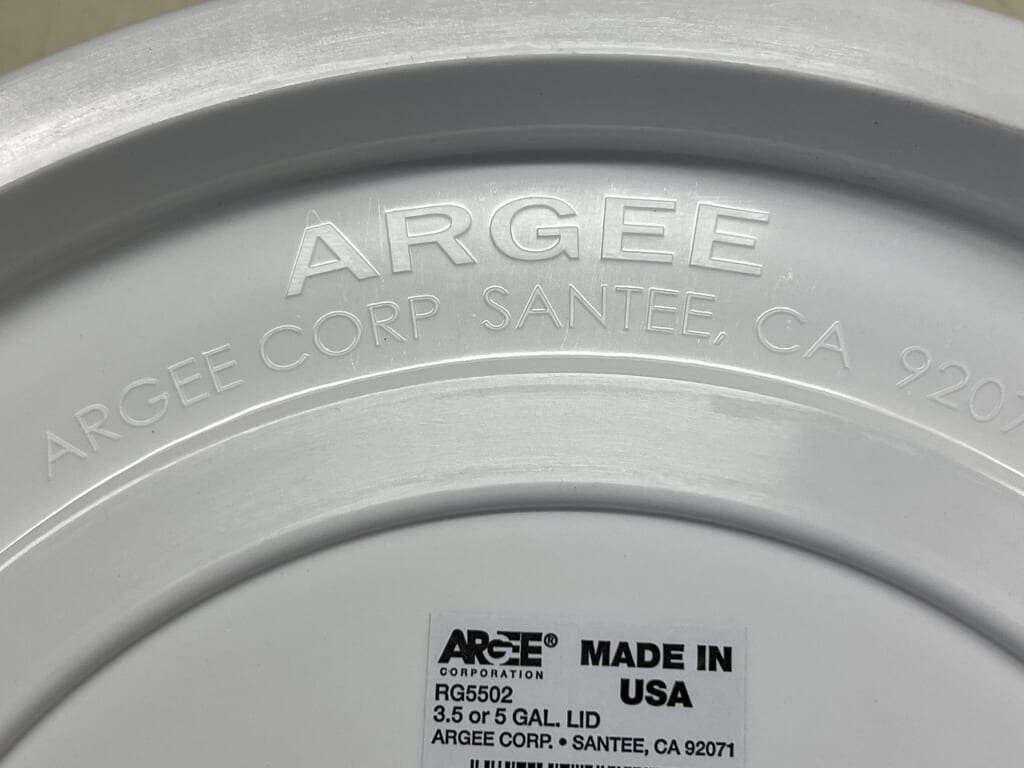 ARGEE
ARGEE CORP SANTEE, CA 9207
ARGEE® MADE IN
CORPORATION USA
RG5502
3.5 or 5 GAL. LID
ARGEE CORP. • SANTEE, CA 92071